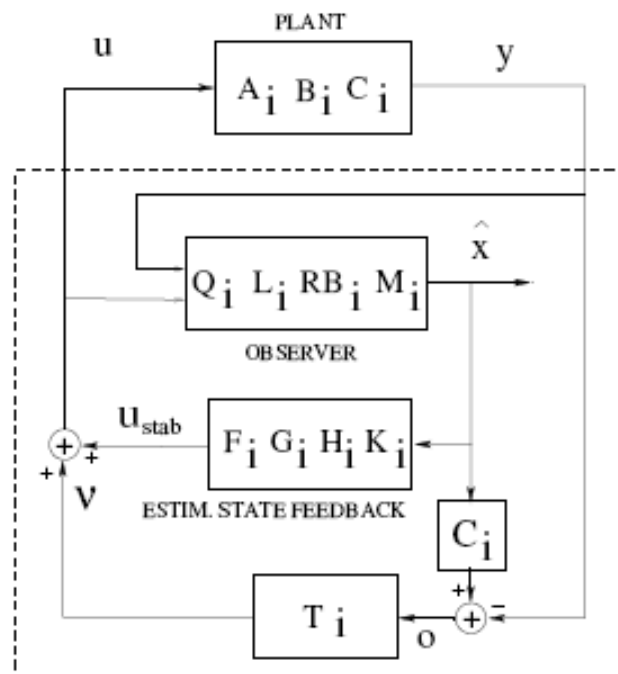 PLANT
u
y
A i B i C i
^
x
Q i L i RB i M i
OBSERVER
u stab
F i G i H i K i
+
+
+
ν
ESTIM. STATE FEEDBACK
C i
+
−
+
T i
o